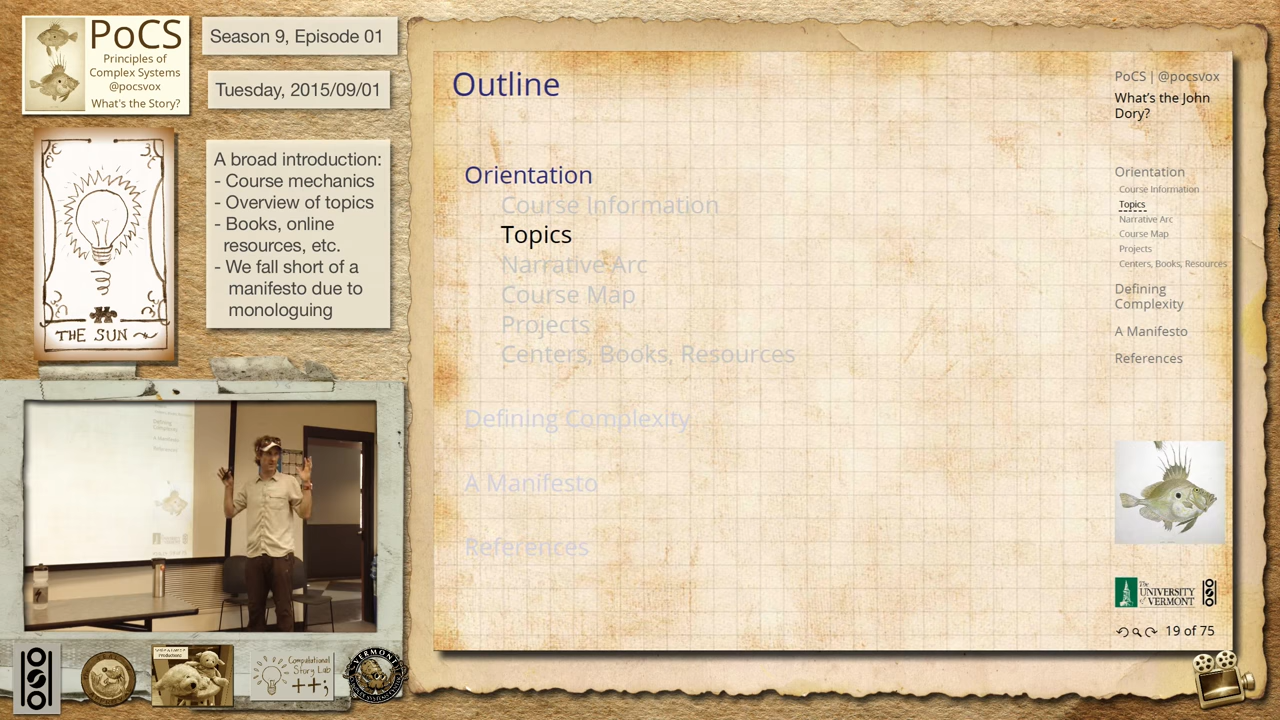 PoCS
Principles of
Complex Systems
@pocsvox
What's the Story?
Season 9, Episode 01
Tuesday, 2015/09/01
A broad introduction:
- Course mechanics
- Overview of topics
- Books, online
resources, etc.
- We fall short of a
manifesto due to
monologuing
THE SUN
Outline
Orientation
Course Information
Topics
Narrative Arc
Course Map
Projects
Centers, Books, Resources
Defining Complexity
A Manifesto
References
PoCS | @pocsvox
What's the John
Dory?
Orientation
Course Information
Topics
Narrative Arc
Course Map
Projects
Centers, Books, Resources
Defining
Complexity
A Manifesto
References
The
UNIVERSITY
of VERMONT
19 of 75
Computational
Story Lab
++;
VERMONT